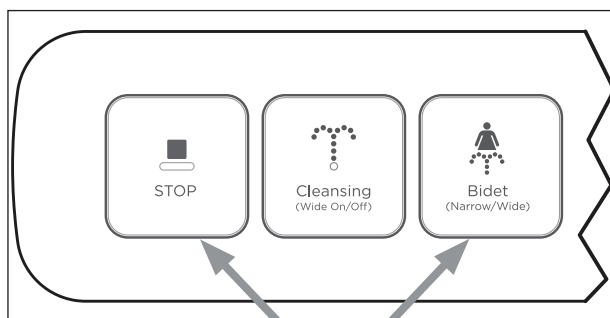 STOP
Cleansing
(Wide On/Off)
Bidet
(Narrow/Wide)